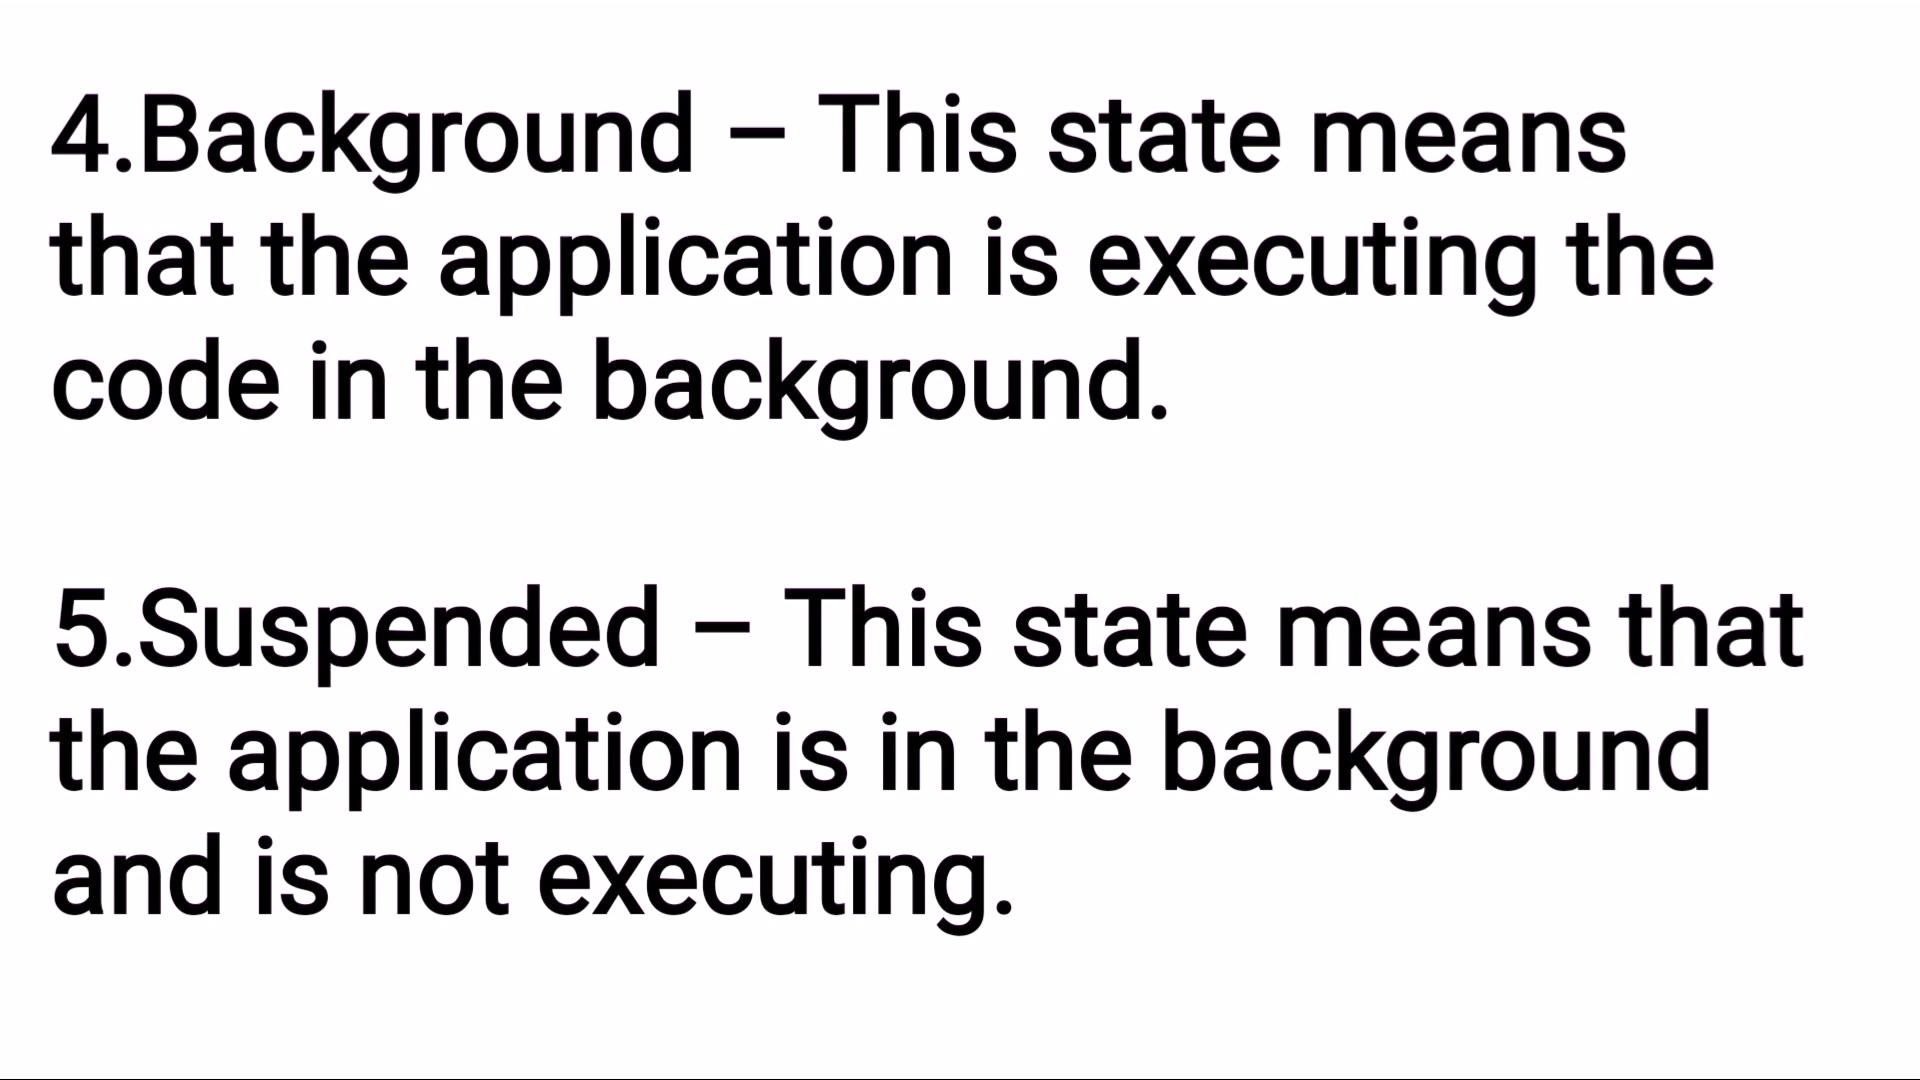 4.Background – This state means
that the application is executing the
code in the background.
5.Suspended – This state means that
the application is in the background
and is not executing.